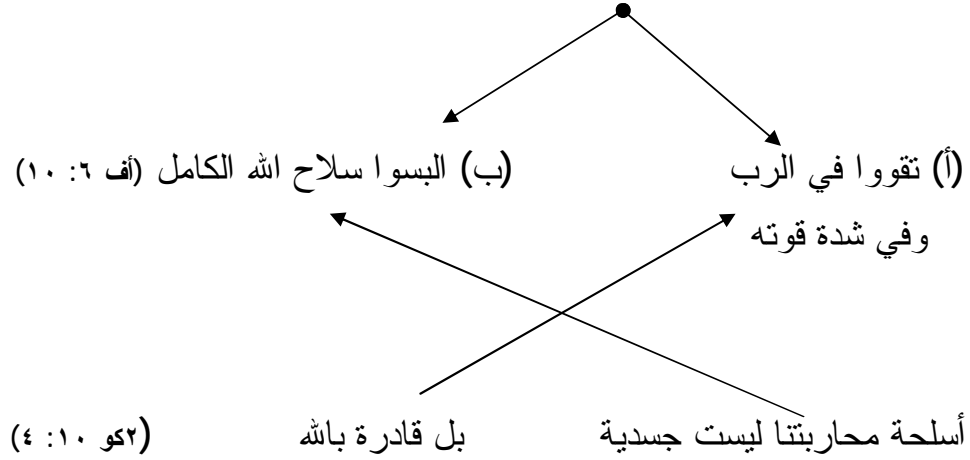 (أ) تقووا في الرب (ب) البسوا سلاح الله الكامل (أف ٦: ١٠)
وفي شدة قوته
أسلحة محاربتنا ليست جسدية بل قادرة بالله (٢كو ١٠: ٤)